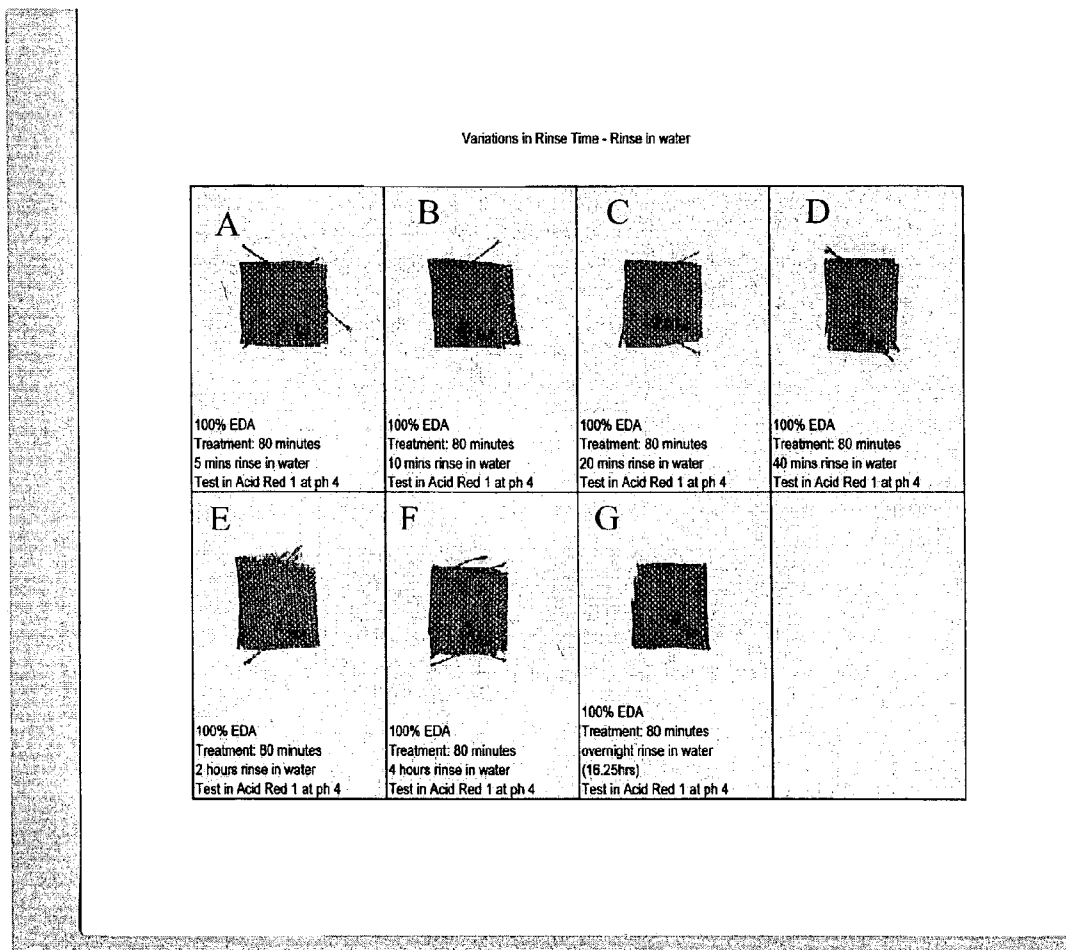 Variations in Rinse Time - Rinse in water
A
100% EDA
Treatment: 80 minutes
5 mins rinse in water
Test in Acid Red 1 at ph 4
B
100% EDA
Treatment: 80 minutes
10 mins rinse in water
Test in Acid Red 1 at ph 4
C
100% EDA
Treatment: 80 minutes
20 mins rinse in water
Test in Acid Red 1 at ph 4
D
100% EDA
Treatment: 80 minutes
40 mins rinse in water
Test in Acid Red 1 at ph 4
E
100% EDA
Treatment: 80 minutes
2 hours rinse in water
Test in Acid Red 1 at ph 4
F
100% EDA
Treatment: 80 minutes
4 hours rinse in water
Test in Acid Red 1 at ph 4
G
100% EDA
Treatment: 80 minutes
overnight rinse in water
(16.25hrs)
Test in Acid Red 1 at ph 4